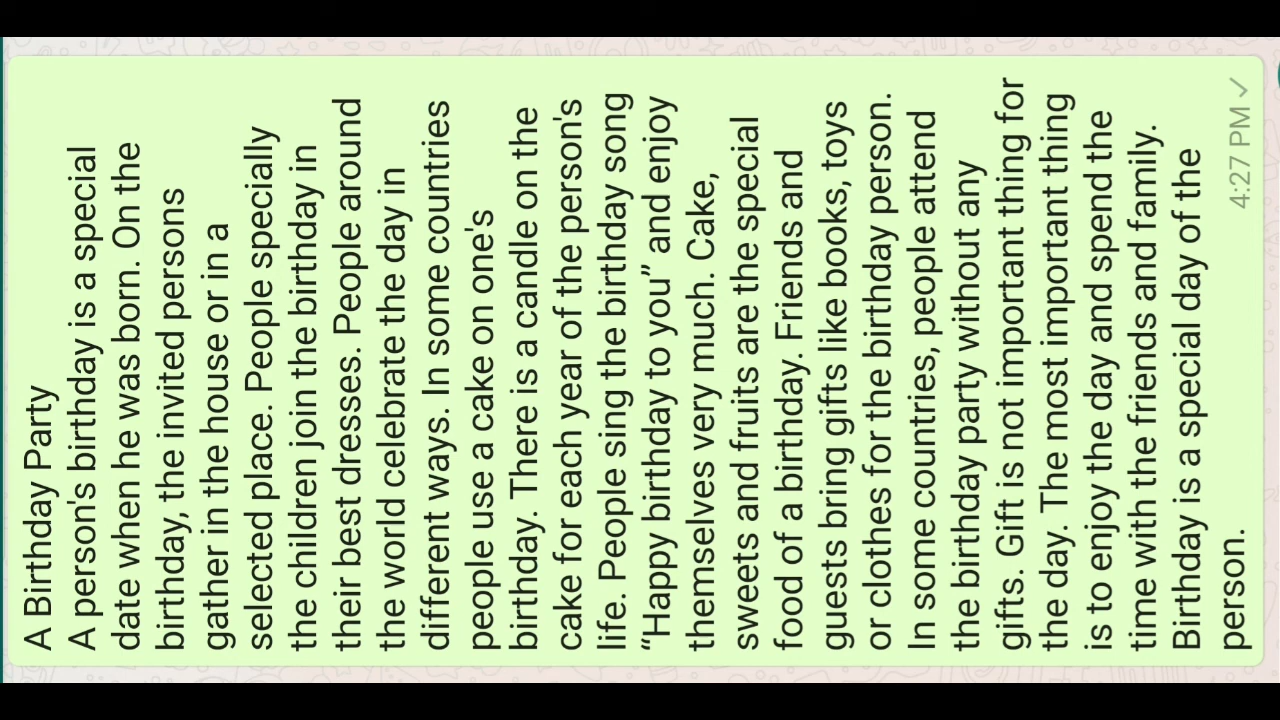 A Birthday Party
A person's birthday is a special
date when he was born. On the
birthday, the invited persons
gather in the house or in a
selected place. People specially
the children join the birthday in
their best dresses. People around
the world celebrate the day in
different ways. In some countries
people use a cake on one's
birthday. There is a candle on the
cake for each year of the person's
life. People sing the birthday song
“Happy birthday to you” and enjoy
themselves very much. Cake,
sweets and fruits are the special
food of a birthday. Friends and
guests bring gifts like books, toys
or clothes for the birthday person.
In some countries, people attend
the birthday party without any
gifts. Gift is not important thing for
the day. The most important thing
is to enjoy the day and spend the
time with the friends and family.
Birthday is a special day of the
person.
4:27 PM